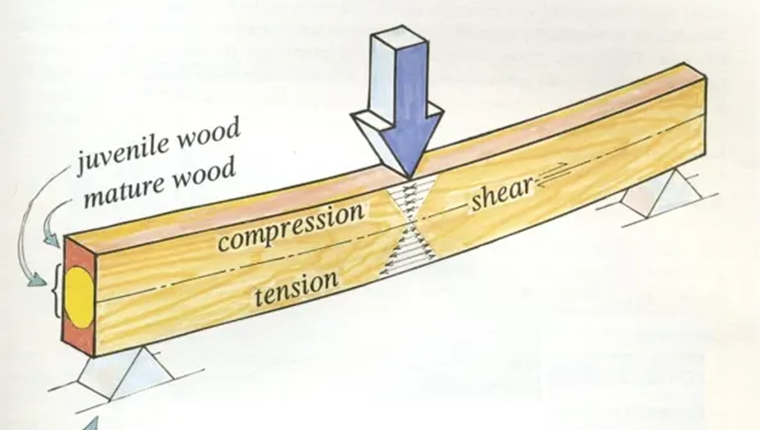 juvenile wood
mature wood
compression
shear
tension